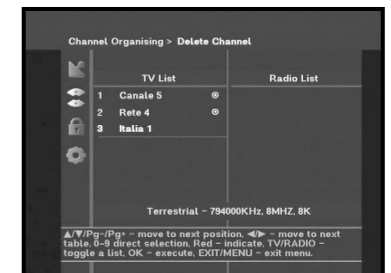 Channel Organising > Delete Channel
TV List
Radio List
1 Canale 5
2 Rete 4
3 Italia 1
Terrestrial – 794000KHz, 8MHZ, 8K
▲/▼/Pg-/Pg+ – move to next position, ◄/► – move to next
table, 0-9 direct selection, Red – indicate, TV/RADIO –
toggle a list, OK – execute, EXIT/MENU – exit menu.